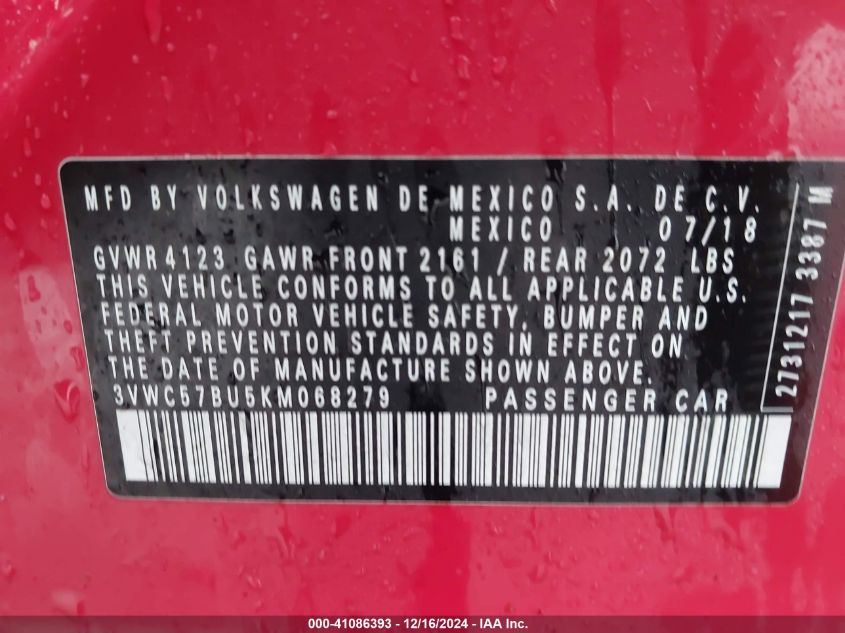 MFD BY VOLKSWAGEN DE MEXICO S.A. DE C.V.
MEXICO 07/18
GVWR 4123 GAWR FRONT 2161 / REAR 2072 LBS
THIS VEHICLE CONFORMS TO ALL APPLICABLE U.S.
FEDERAL MOTOR VEHICLE SAFETY, BUMPER AND
THEFT PREVENTION STANDARDS IN EFFECT ON
THE DATE OF MANUFACTURE SHOWN ABOVE.
3VWC57BU5KM068279 PASSENGER CAR
2731217 3387 M
000-41086393 - 12/16/2024 - IAA Inc.